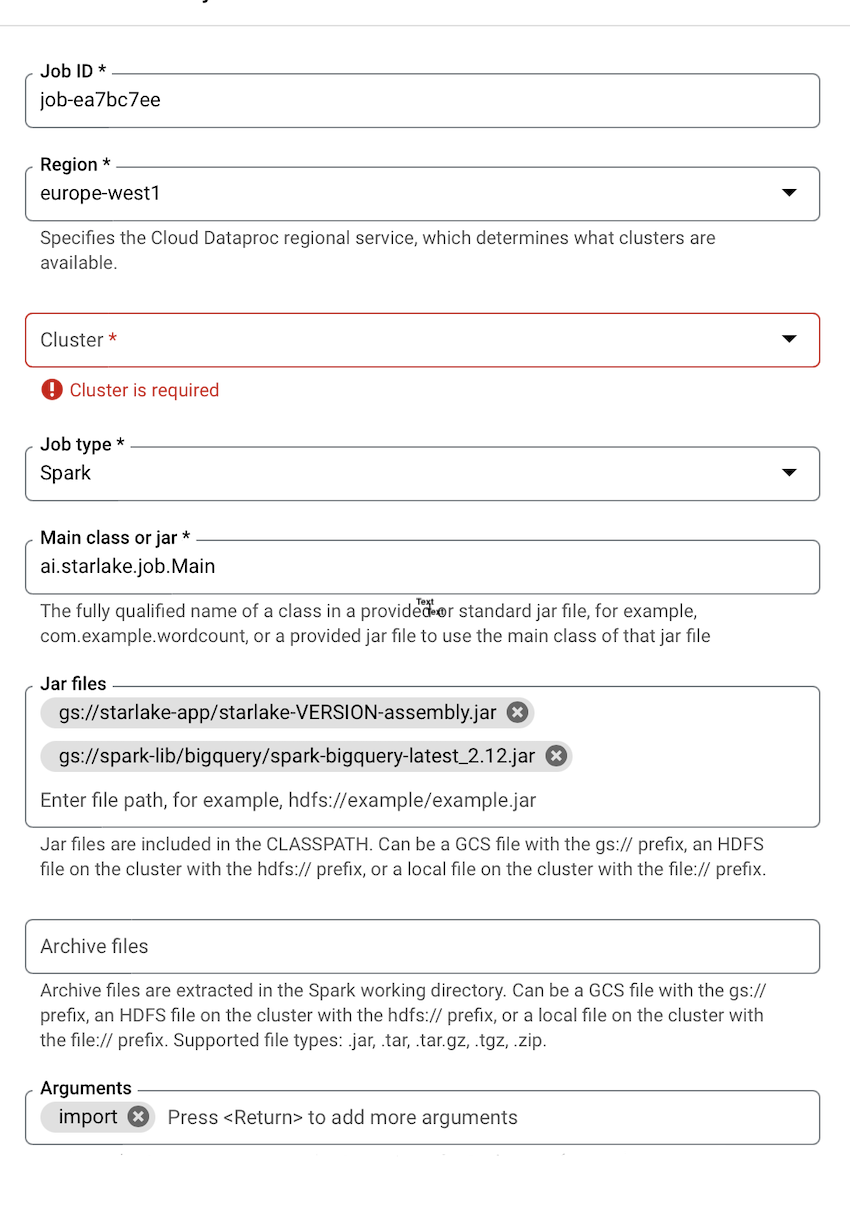 Job ID *
job-ea7bc7ee
Region *
europe-west1
Specifies the Cloud Dataproc regional service, which determines what clusters are
available.
Cluster *
Cluster is required
Job type *
Spark
Main class or jar *
ai.starlake.job.Main
Text
Text
The fully qualified name of a class in a provided or standard jar file, for example,
com.example.wordcount, or a provided jar file to use the main class of that jar file
Jar files
gs://starlake-app/starlake-VERSION-assembly.jar
gs://spark-lib/bigquery/spark-bigquery-latest_2.12.jar
Enter file path, for example, hdfs://example/example.jar
Jar files are included in the CLASSPATH. Can be a GCS file with the gs:// prefix, an HDFS
file on the cluster with the hdfs:// prefix, or a local file on the cluster with the file:// prefix.
Archive files
Archive files are extracted in the Spark working directory. Can be a GCS file with the gs://
prefix, an HDFS file on the cluster with the hdfs:// prefix, or a local file on the cluster with
the file:// prefix. Supported file types: .jar, .tar, .tar.gz, .tgz, .zip.
Arguments
import Press <Return> to add more arguments